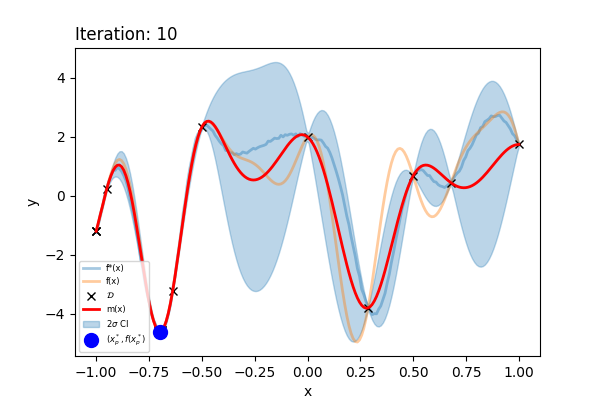 Iteration: 10
y
4
2
0
−2
−4
f*(x)
f(x)
𝒟
m(x)
2σ CI
(x*p, f(x*p)
−1.00 −0.75 −0.50 −0.25 0.00 0.25 0.50 0.75 1.00
x